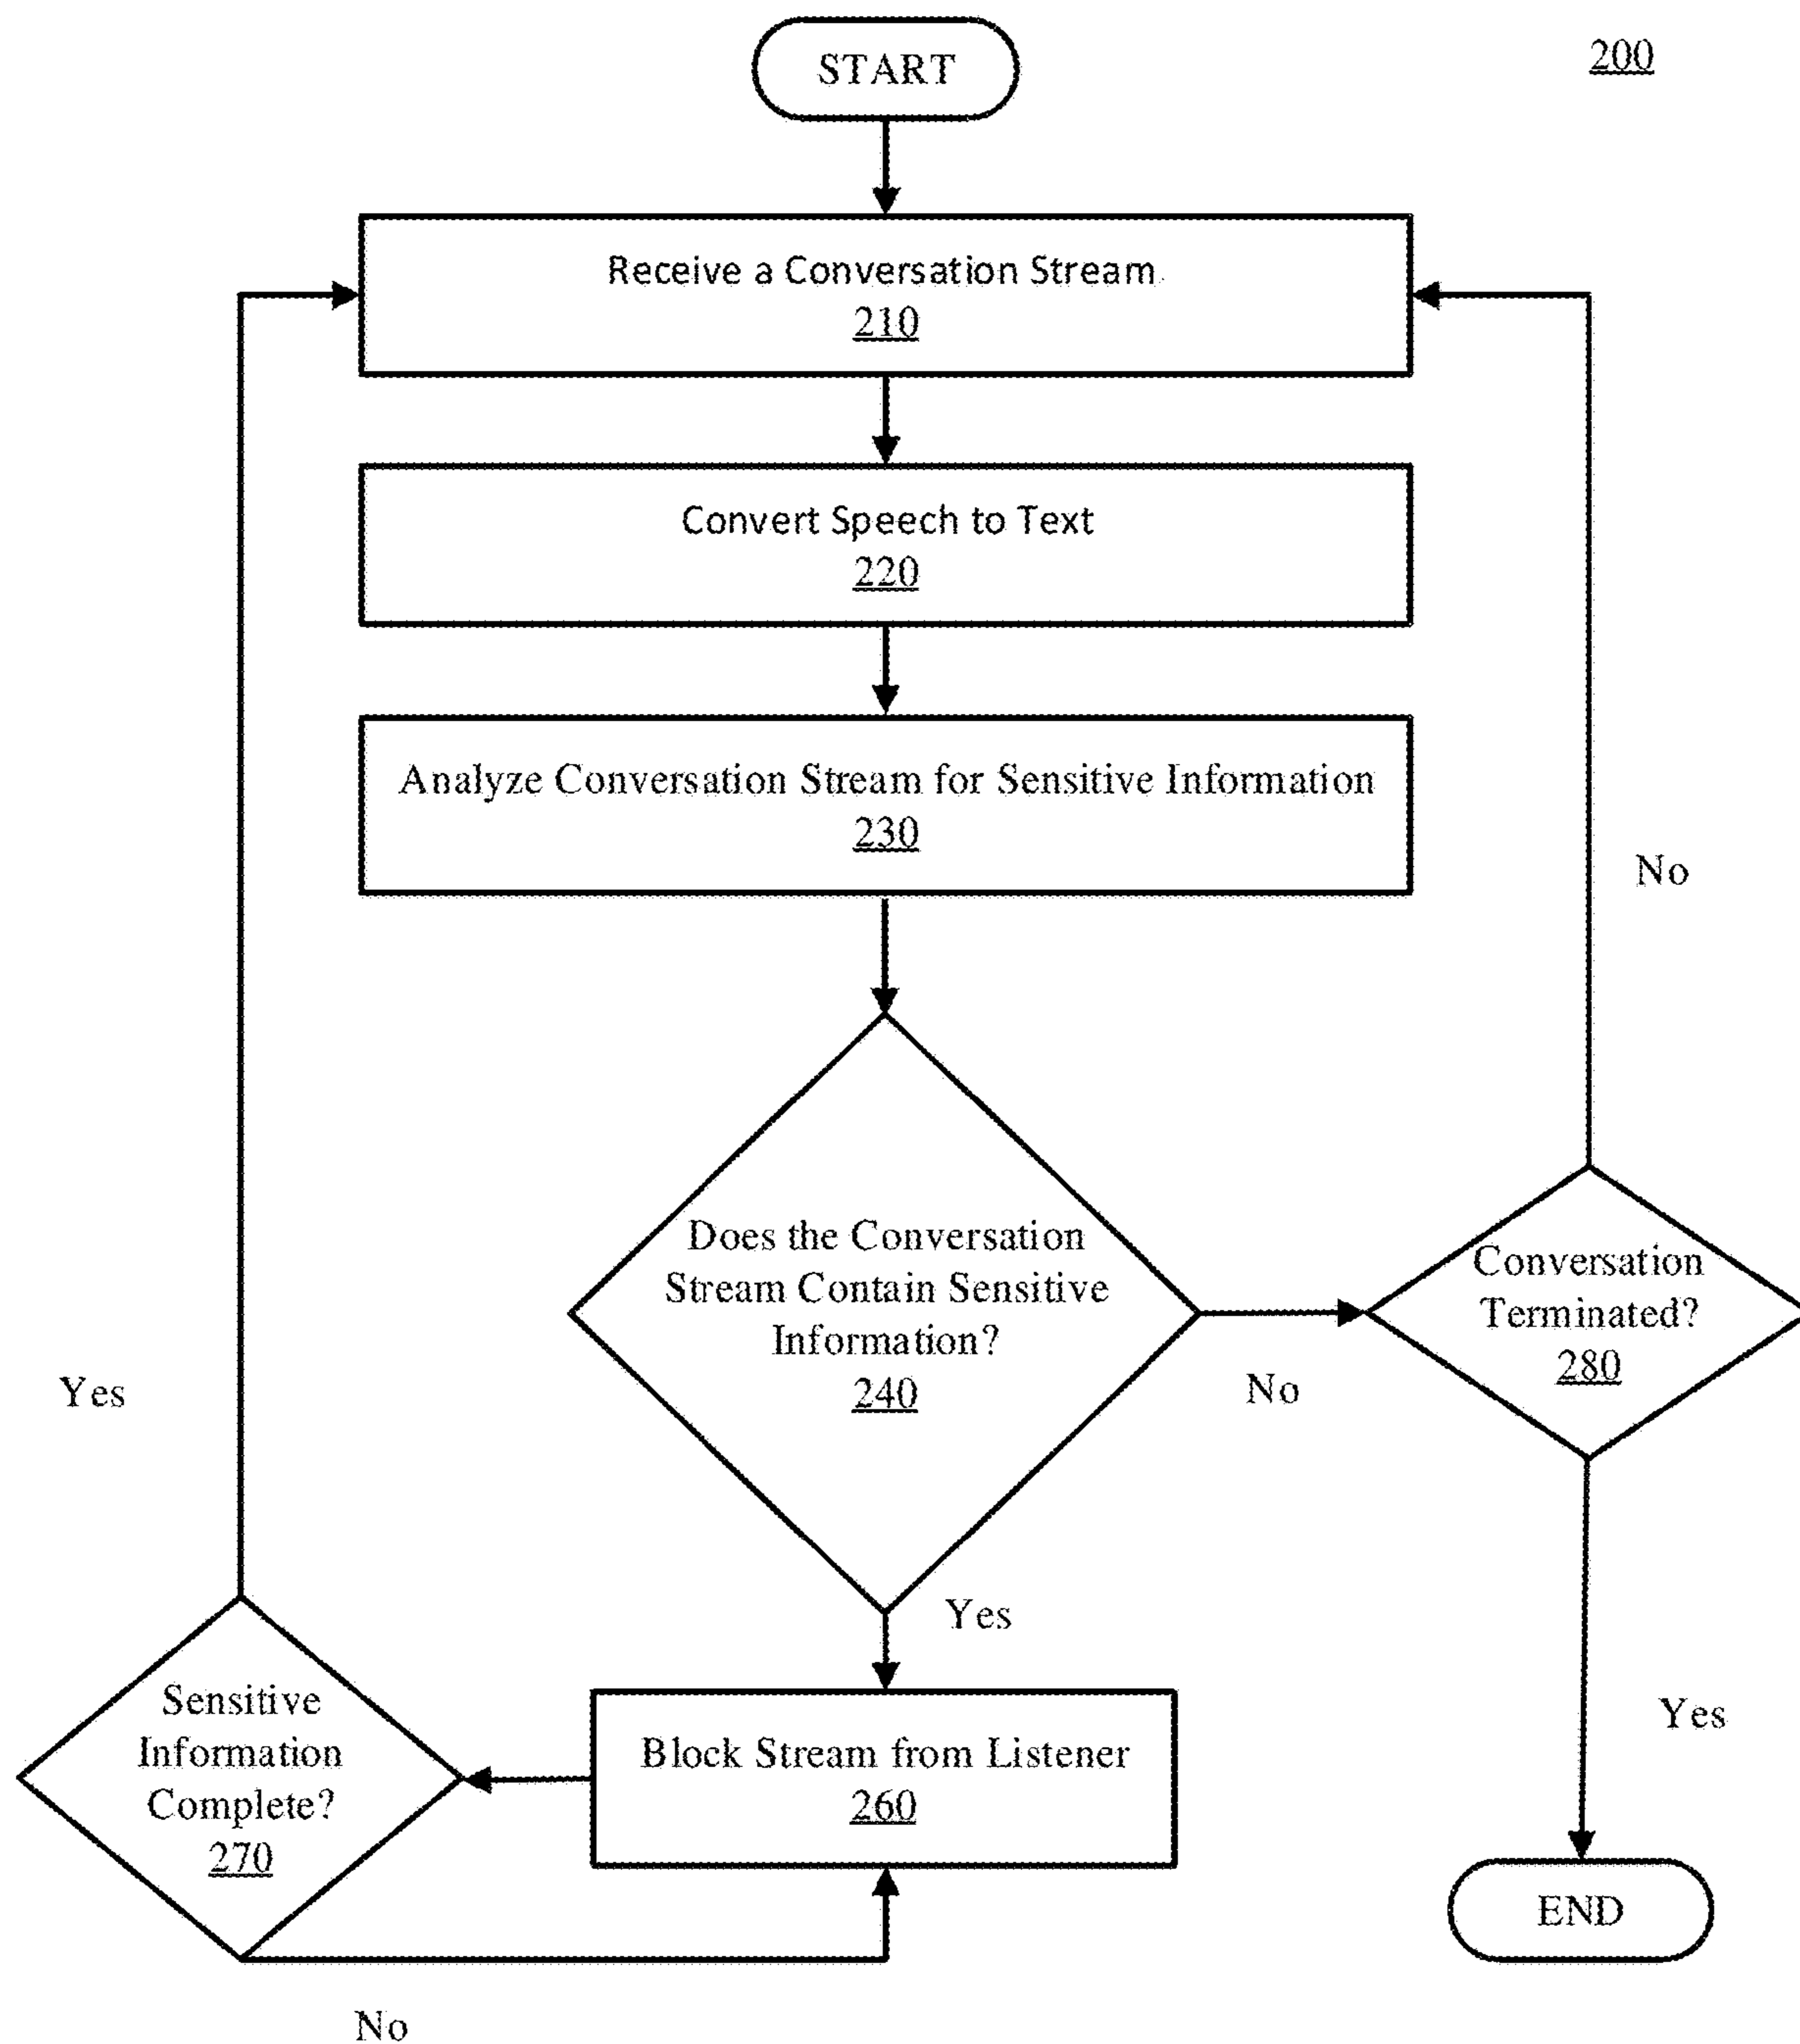 START
200
Receive a Conversation Stream
210
Convert Speech to Text
220
Analyze Conversation Stream for Sensitive Information
230
No
Does the Conversation
Stream Contain Sensitive
Information?
240
No
Conversation
Terminated?
280
Yes
Yes
Sensitive
Information
Complete?
270
Block Stream from Listener
260
Yes
END
No